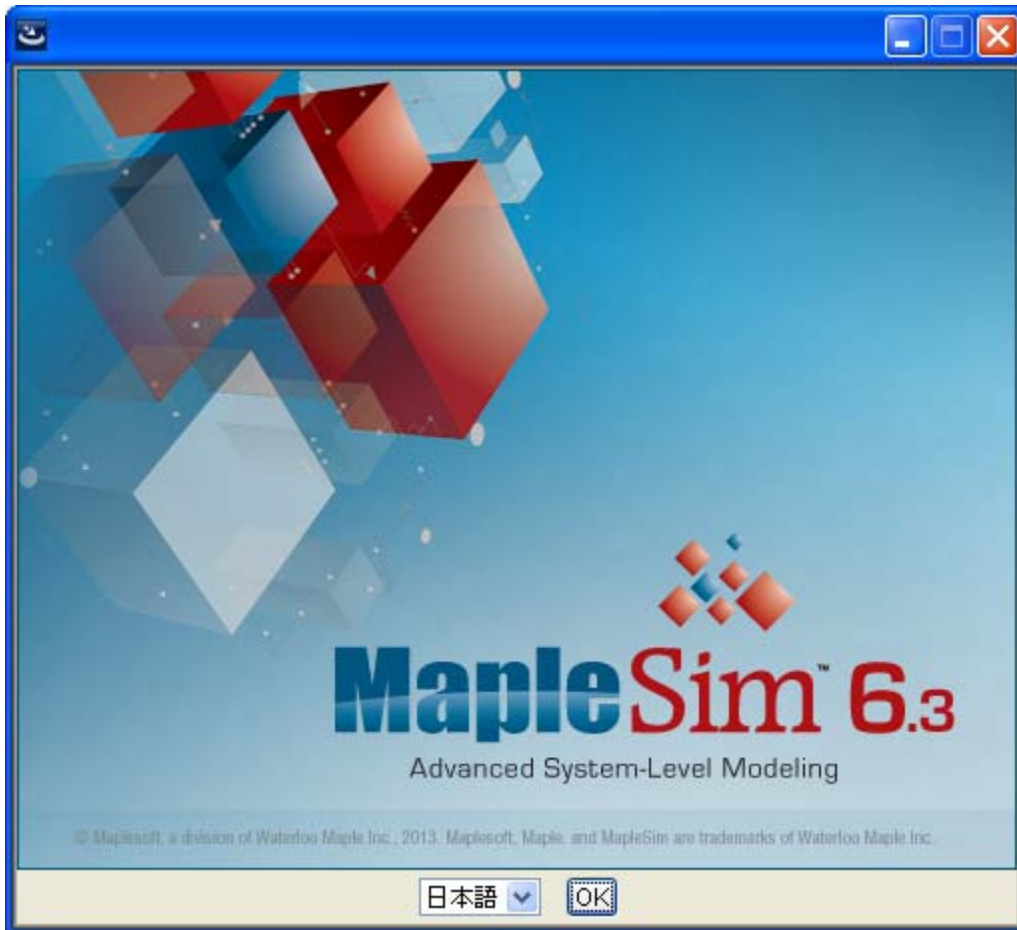 MapleSim™ 6.3
Advanced System-Level Modeling
© Maplesoft, a division of Waterloo Maple Inc., 2013. Maplesoft, Maple, and MapleSim are trademarks of Waterloo Maple Inc.
日本語 OK